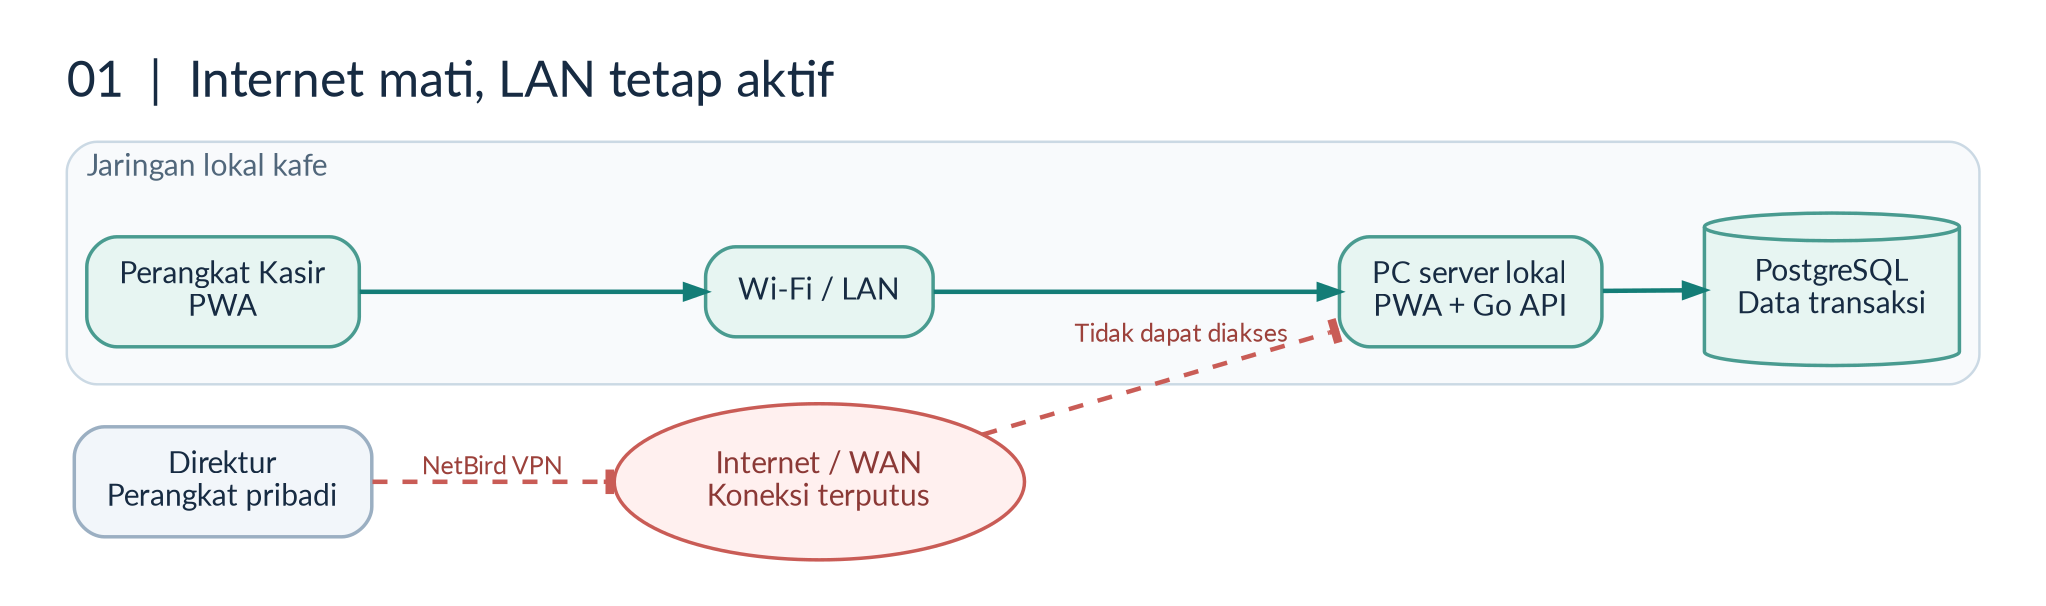 01 | Internet mati, LAN tetap aktif
Jaringan lokal kafe
Perangkat Kasir
PWA
Wi-Fi / LAN
PC server lokal
PWA + Go API
PostgreSQL
Data transaksi
Tidak dapat diakses
Direktur
Perangkat pribadi
NetBird VPN
Internet / WAN
Koneksi terputus